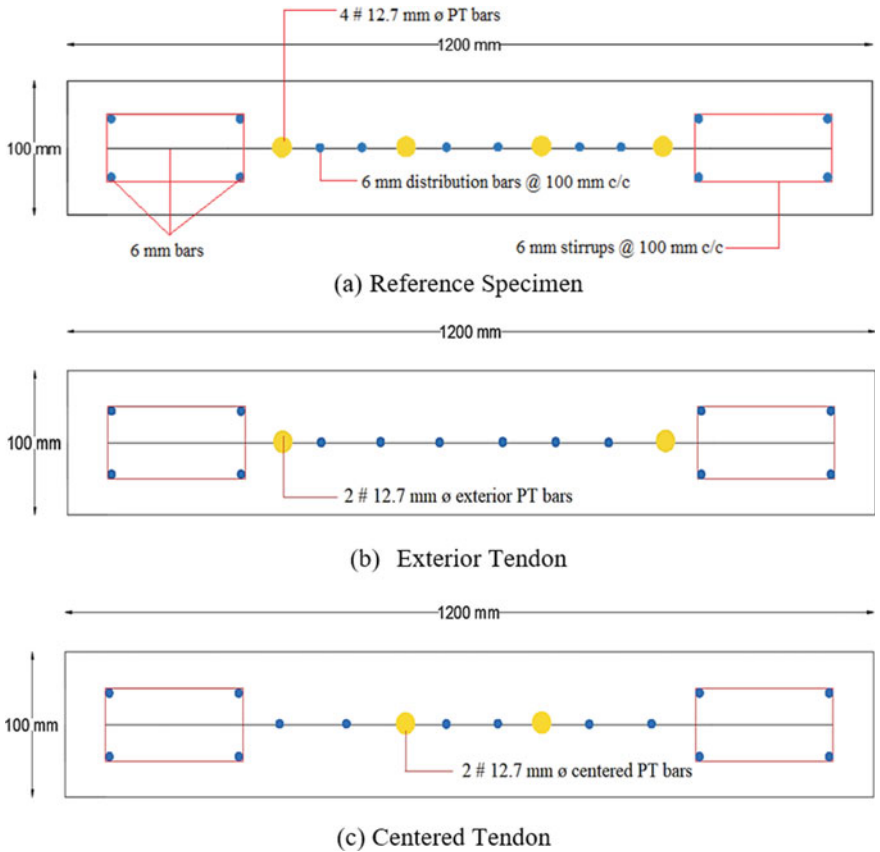 4 # 12.7 mm ø PT bars
1200 mm
100 mm
6 mm distribution bars @ 100 mm c/c
6 mm bars
6 mm stirrups @ 100 mm c/c
(a) Reference Specimen
1200 mm
100 mm
2 # 12.7 mm ø exterior PT bars
(b) Exterior Tendon
1200 mm
100 mm
2 # 12.7 mm ø centered PT bars
(c) Centered Tendon